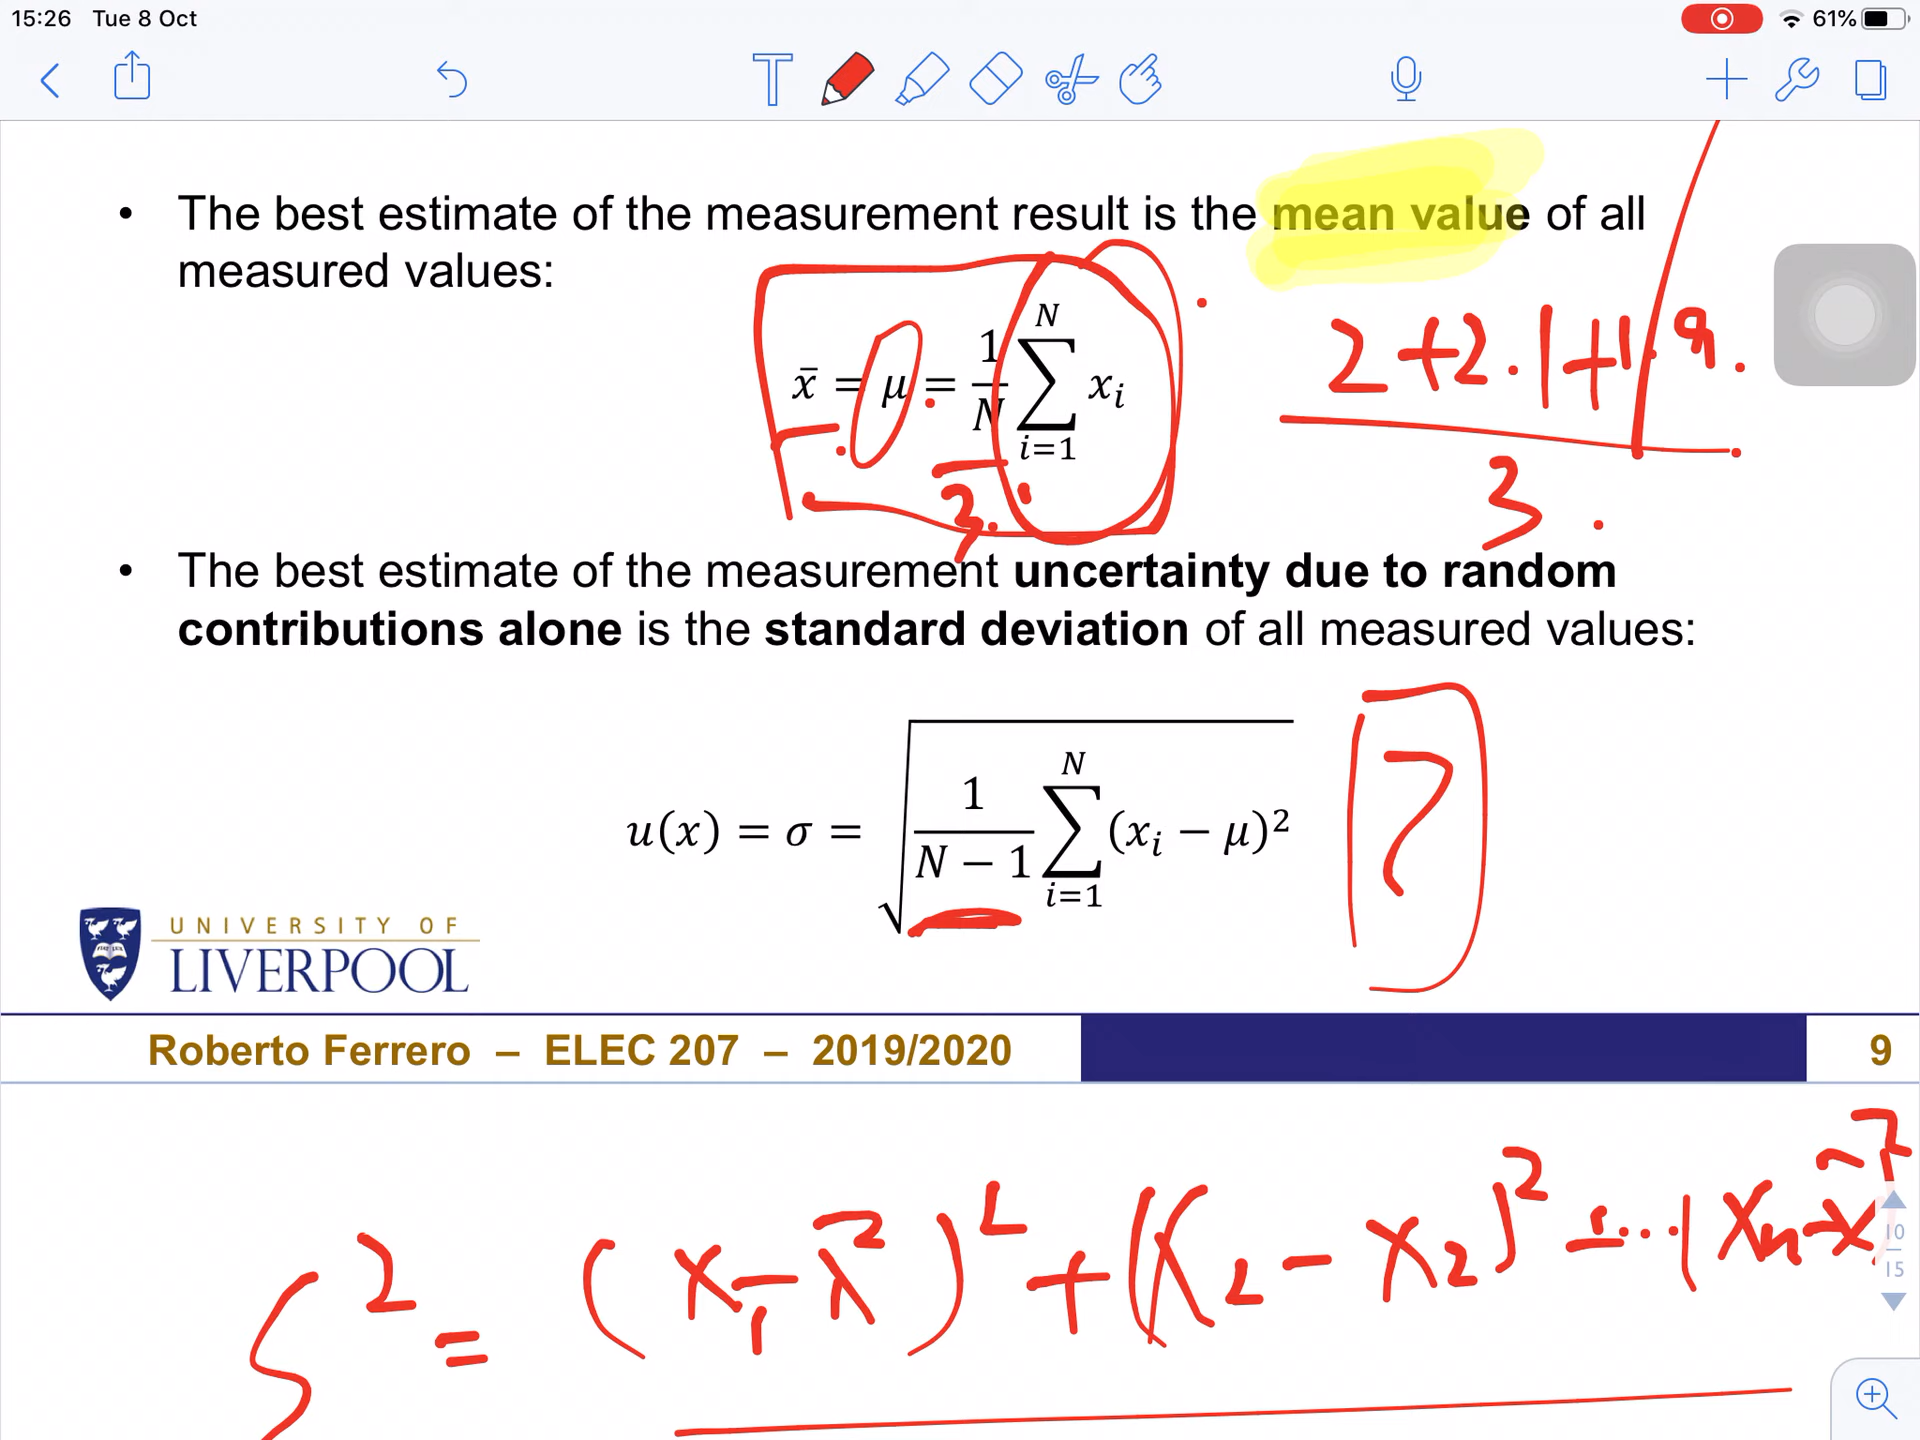 15:26 Tue 8 Oct 61%
T
• The best estimate of the measurement result is the mean value of all
measured values:
x̄ = μ = 1/N ∑_{i=1}^{N} x_i
2+2.1+1.9.
3.
3.
• The best estimate of the measurement uncertainty due to random
contributions alone is the standard deviation of all measured values:
u(x) = σ = √(1/(N − 1) ∑_{i=1}^{N} (x_i − μ)²)
?
UNIVERSITY OF
LIVERPOOL
Roberto Ferrero – ELEC 207 – 2019/2020
9
10
15